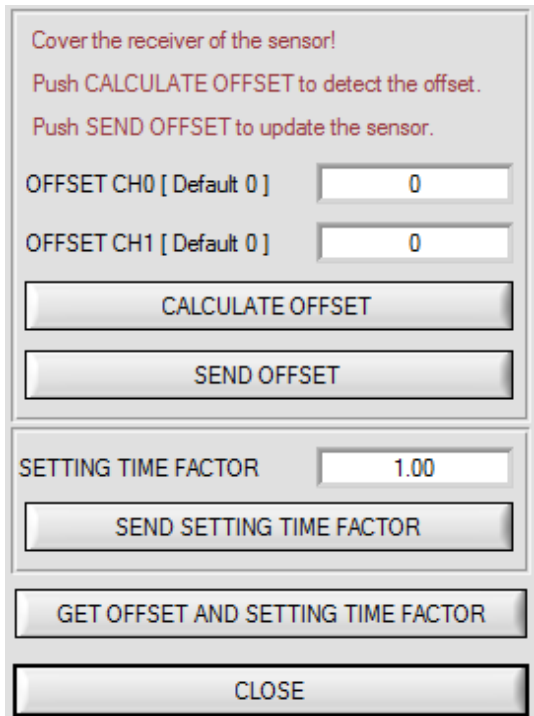 Cover the receiver of the sensor!
Push CALCULATE OFFSET to detect the offset.
Push SEND OFFSET to update the sensor.
OFFSET CH0 [ Default 0 ] 0
OFFSET CH1 [ Default 0 ] 0
CALCULATE OFFSET
SEND OFFSET
SETTING TIME FACTOR 1.00
SEND SETTING TIME FACTOR
GET OFFSET AND SETTING TIME FACTOR
CLOSE